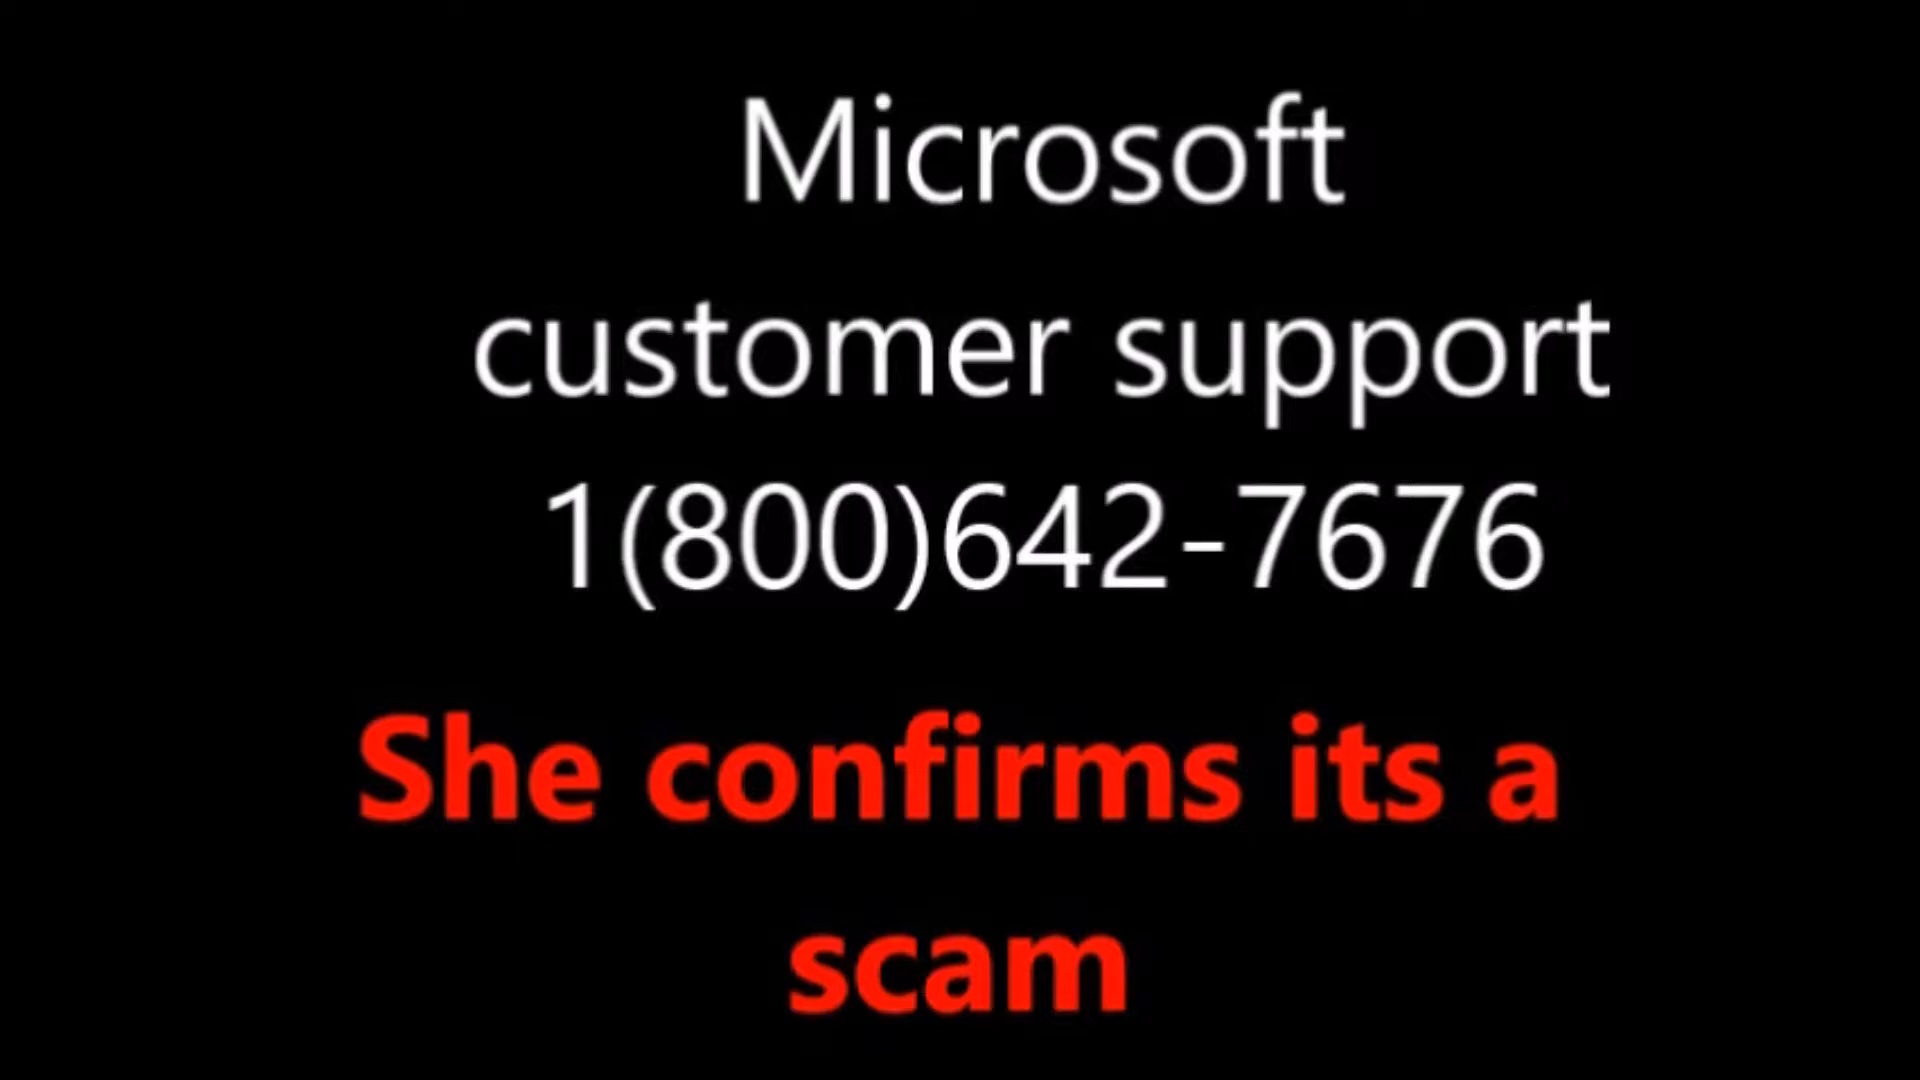 Microsoft
customer support
1(800)642-7676
She confirms its a
scam